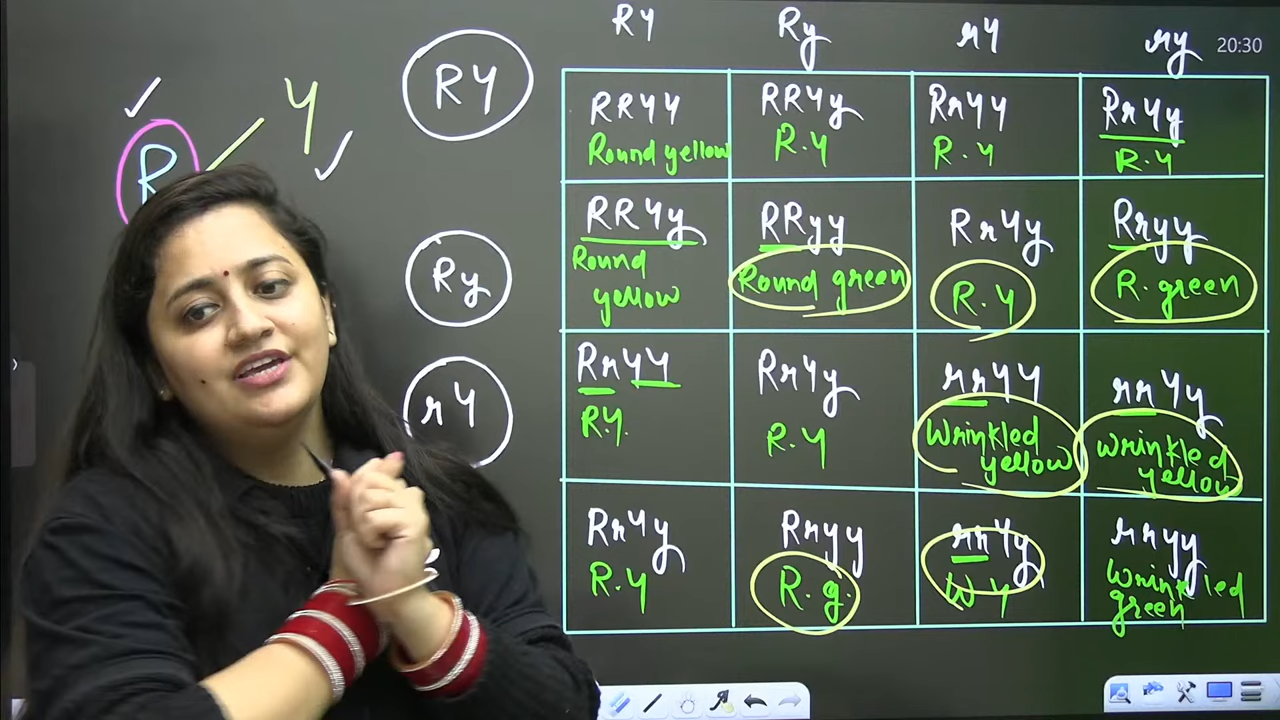 RY Ry rY ry 20:30
R Y
RY
RRYY RRYy RrYY RrYy
Round yellow R.Y R.Y R.Y
Ry
RRYy RRyy RrYy Rryy
Round yellow Round green R.Y R.green
rY
RrYY RrYy rrYY rrYy
R.Y. R.Y Wrinkled yellow wrinkled yellow
RrYy Rryy rrYy rryy
R.Y R.g. W Y Wrinkled green